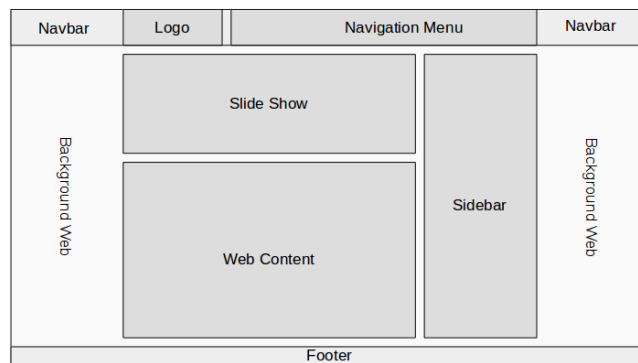 Navbar
Logo
Navigation Menu
Navbar
Slide Show
Background Web
Sidebar
Background Web
Web Content
Footer